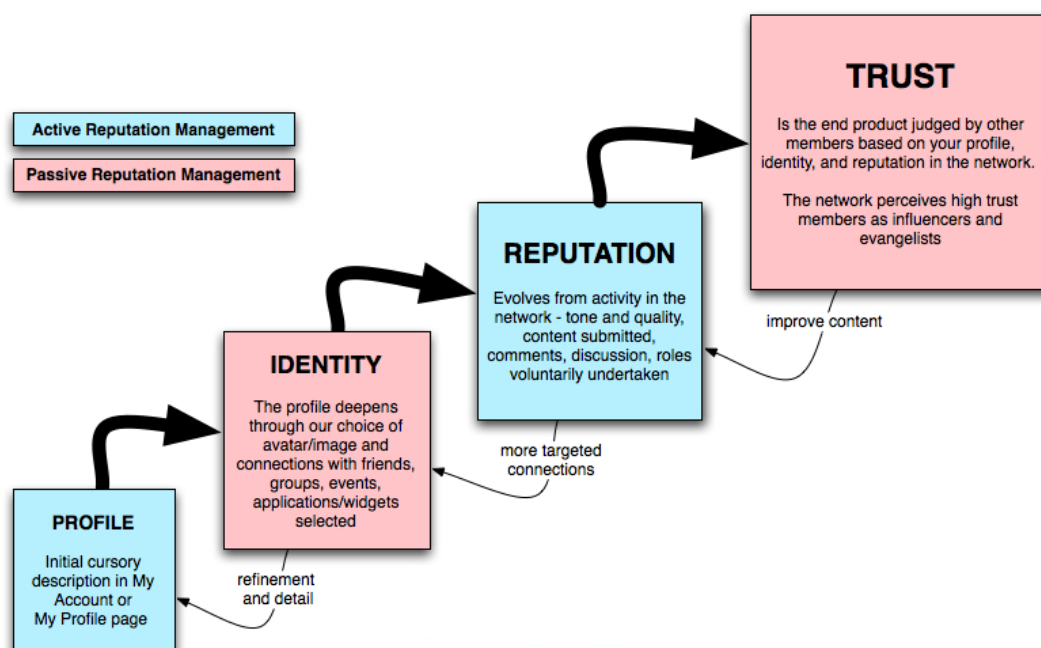 Active Reputation Management
Passive Reputation Management
TRUST
Is the end product judged by other
members based on your profile,
identity, and reputation in the network.
The network perceives high trust
members as influencers and
evangelists
improve content
REPUTATION
Evolves from activity in the
network - tone and quality,
content submitted,
comments, discussion, roles
voluntarily undertaken
more targeted
connections
IDENTITY
The profile deepens
through our choice of
avatar/image and
connections with friends,
groups, events,
applications/widgets
selected
refinement
and detail
PROFILE
Initial cursory
description in My
Account or
My Profile page